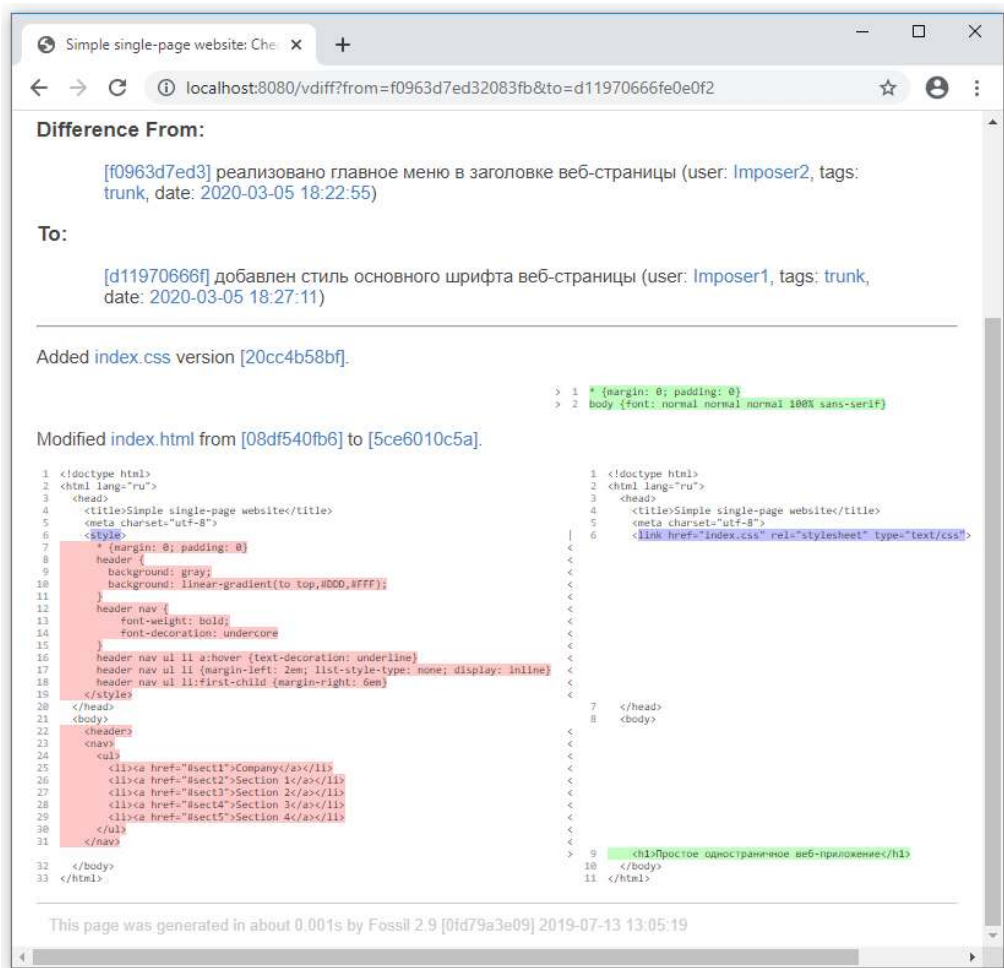 Simple single-page website: Che
localhost:8080/vdiff?from=f0963d7ed32083fb&to=d11970666fe0e0f2
Difference From:
[f0963d7ed3] реализовано главное меню в заголовке веб-страницы (user: Imposer2, tags:
trunk, date: 2020-03-05 18:22:55)
To:
[d11970666f] добавлен стиль основного шрифта веб-страницы (user: Imposer1, tags: trunk,
date: 2020-03-05 18:27:11)
Added index.css version [20cc4b58bf].
> 1 * {margin: 0; padding: 0}
> 2 body {font: normal normal normal 100% sans-serif}
Modified index.html from [08df540fb6] to [5ce6010c5a].
1 <!doctype html> 1 <!doctype html>
2 <html lang="ru"> 2 <html lang="ru">
3 <head> 3 <head>
4 <title>Simple single-page website</title> 4 <title>Simple single-page website</title>
5 <meta charset="utf-8"> 5 <meta charset="utf-8">
6 <style> | 6 <link href="index.css" rel="stylesheet" type="text/css">
7 * {margin: 0; padding: 0} <
8 header { <
9 background: gray; <
10 background: linear-gradient(to top,#DDD,#FFF); <
11 } <
12 header nav { <
13 font-weight: bold; <
14 font-decoration: undercore <
15 } <
16 header nav ul li a:hover {text-decoration: underline} <
17 header nav ul li {margin-left: 2em; list-style-type: none; display: inline} <
18 header nav ul li:first-child {margin-right: 6em} <
19 </style> <
20 </head> 7 </head>
21 <body> 8 <body>
22 <header> <
23 <nav> <
24 <ul> <
25 <li><a href="#sect1">Company</a></li> <
26 <li><a href="#sect2">Section 1</a></li> <
27 <li><a href="#sect3">Section 2</a></li> <
28 <li><a href="#sect4">Section 3</a></li> <
29 <li><a href="#sect5">Section 4</a></li> <
30 </ul> <
31 </nav> <
> 9 <h1>Простое одностраничное веб-приложение</h1>
32 </body> 10 </body>
33 </html> 11 </html>
This page was generated in about 0.001s by Fossil 2.9 [0fd79a3e09] 2019-07-13 13:05:19